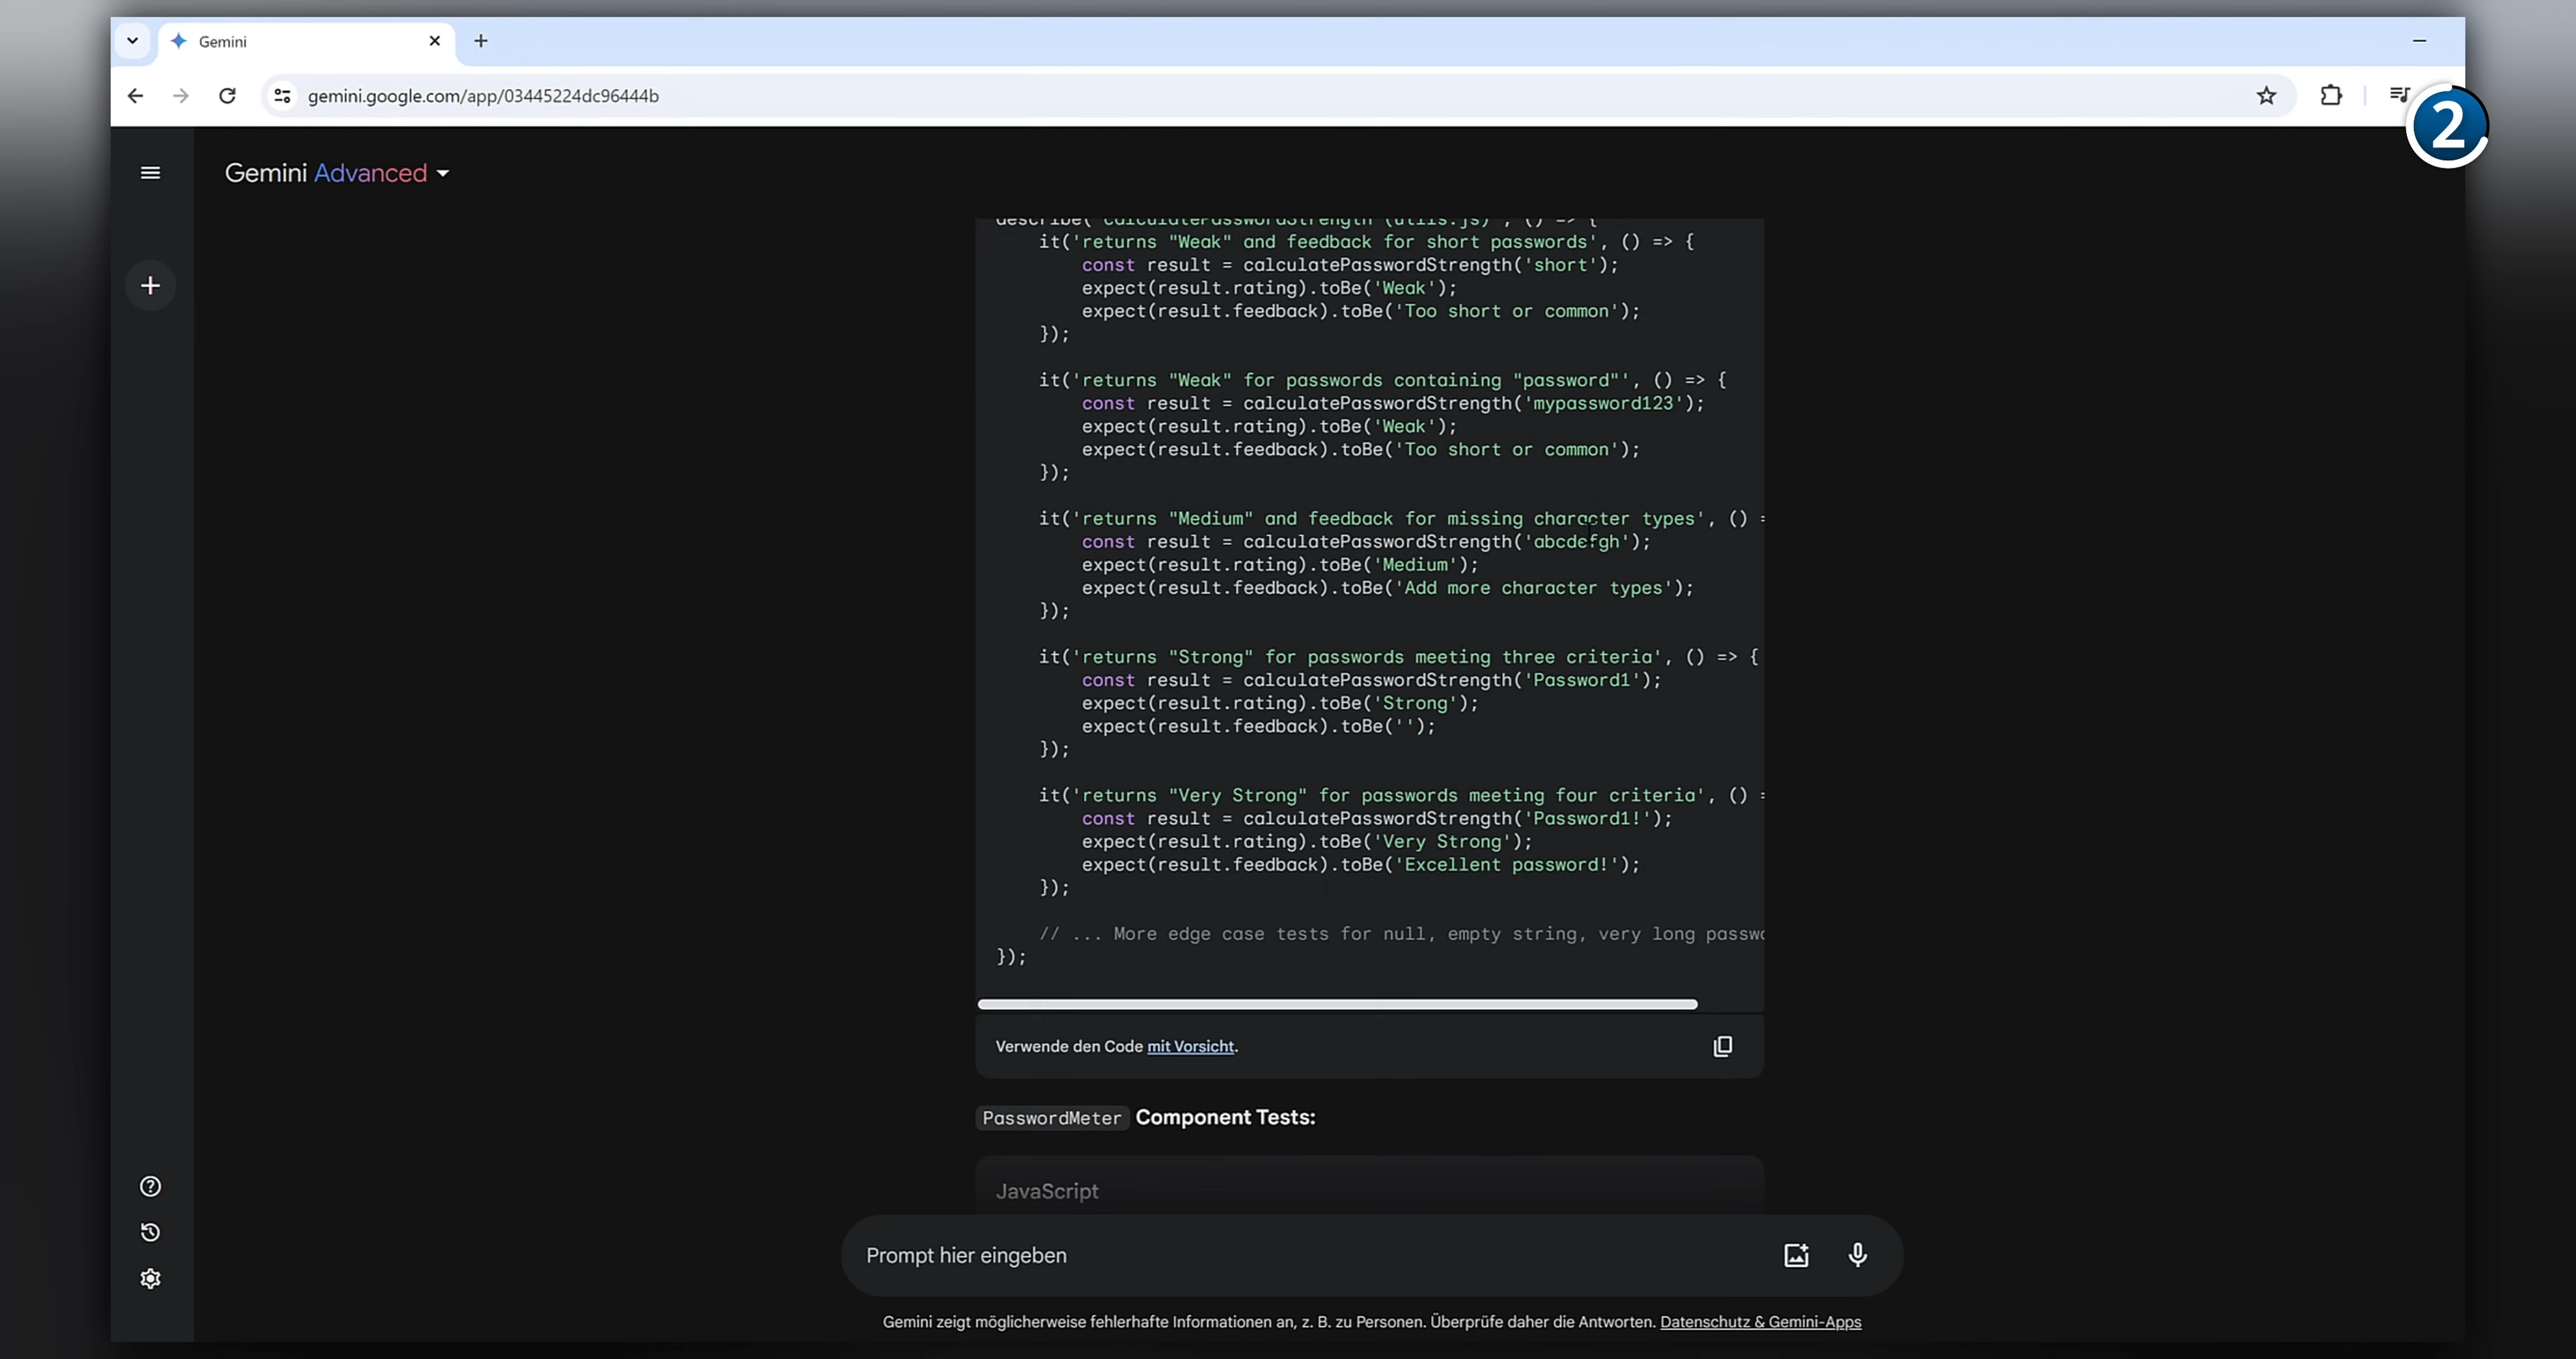 Gemini
gemini.google.com/app/03445224dc96444b
2
Gemini Advanced
describe('calculatePasswordStrength (utils.js)', () => {
it('returns "Weak" and feedback for short passwords', () => {
const result = calculatePasswordStrength('short');
expect(result.rating).toBe('Weak');
expect(result.feedback).toBe('Too short or common');
});
it('returns "Weak" for passwords containing "password"', () => {
const result = calculatePasswordStrength('mypassword123');
expect(result.rating).toBe('Weak');
expect(result.feedback).toBe('Too short or common');
});
it('returns "Medium" and feedback for missing character types', () =
const result = calculatePasswordStrength('abcdefgh');
expect(result.rating).toBe('Medium');
expect(result.feedback).toBe('Add more character types');
});
it('returns "Strong" for passwords meeting three criteria', () => {
const result = calculatePasswordStrength('Password1');
expect(result.rating).toBe('Strong');
expect(result.feedback).toBe('');
});
it('returns "Very Strong" for passwords meeting four criteria', () =
const result = calculatePasswordStrength('Password1!');
expect(result.rating).toBe('Very Strong');
expect(result.feedback).toBe('Excellent password!');
});
// ... More edge case tests for null, empty string, very long passwo
});
Verwende den Code mit Vorsicht.
PasswordMeter Component Tests:
JavaScript
Prompt hier eingeben
Gemini zeigt möglicherweise fehlerhafte Informationen an, z. B. zu Personen. Überprüfe daher die Antworten. Datenschutz & Gemini-Apps